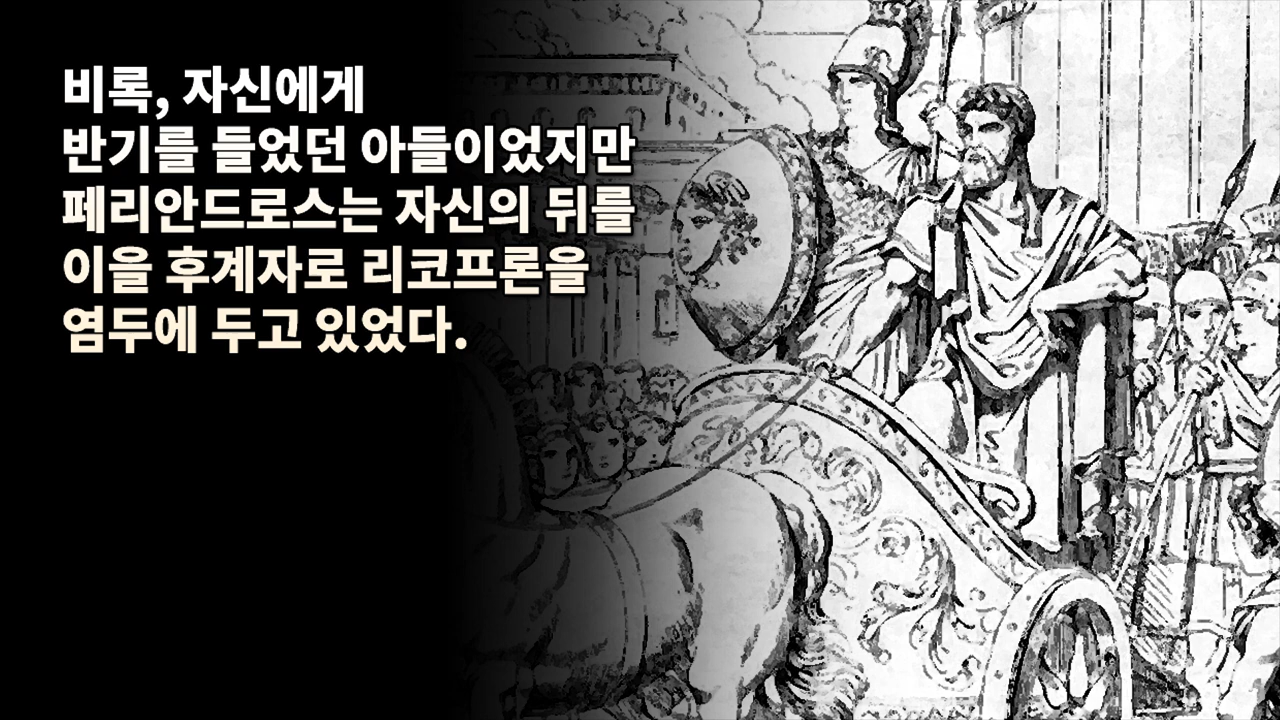 비록, 자신에게
반기를 들었던 아들이었지만
페리안드로스는 자신의 뒤를
이을 후계자로 리코프론을
염두에 두고 있었다.